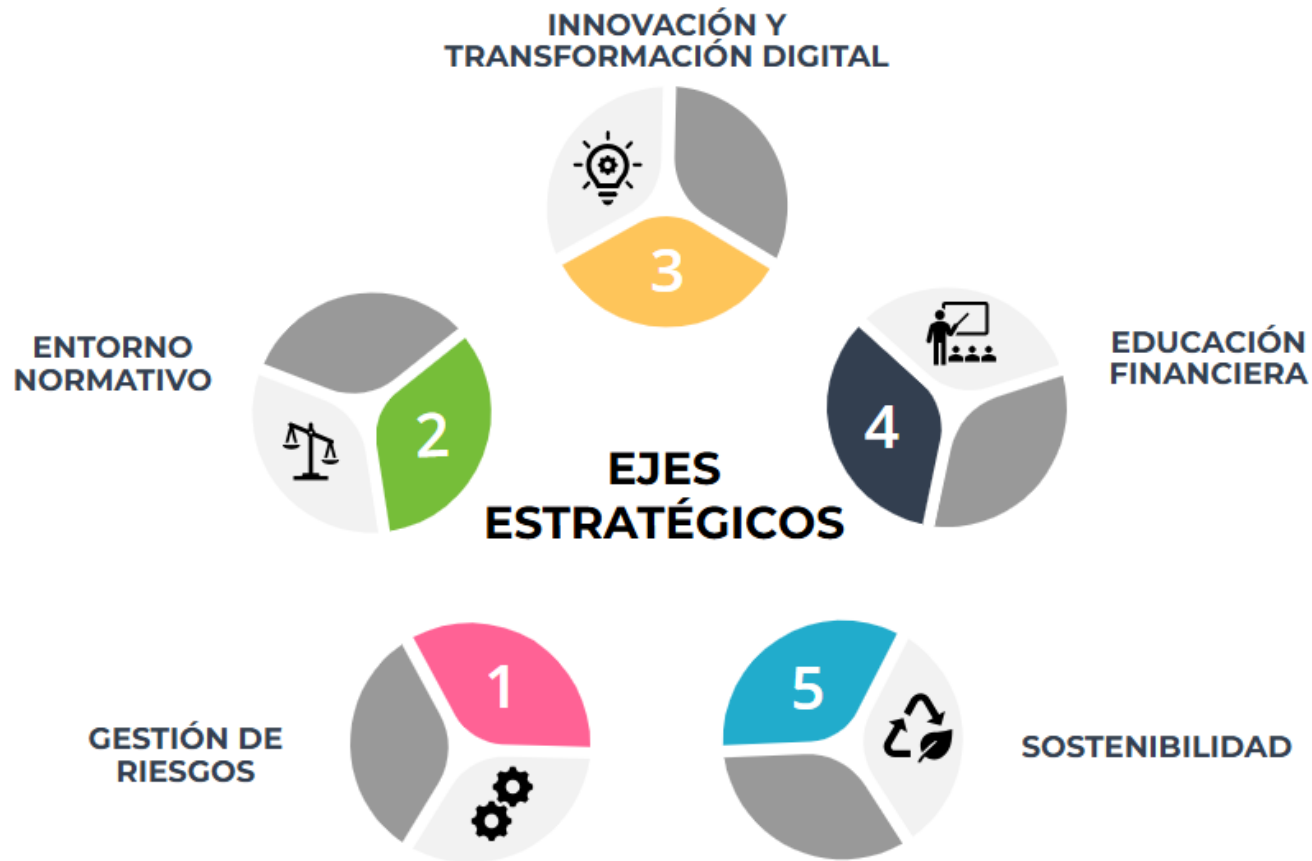 INNOVACIÓN Y
TRANSFORMACIÓN DIGITAL
3
ENTORNO
NORMATIVO
2
EDUCACIÓN
FINANCIERA
4
EJES
ESTRATÉGICOS
1
GESTIÓN DE
RIESGOS
5
SOSTENIBILIDAD